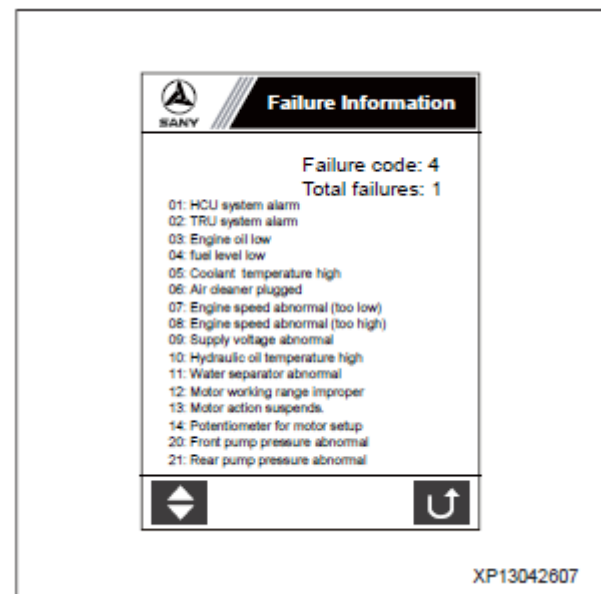 SANY
Failure Information
Failure code: 4
Total failures: 1
01: HCU system alarm
02: TRU system alarm
03: Engine oil low
04: fuel level low
05: Coolant temperature high
06: Air cleaner plugged
07: Engine speed abnormal (too low)
08: Engine speed abnormal (too high)
09: Supply voltage abnormal
10: Hydraulic oil temperature high
11: Water separator abnormal
12: Motor working range improper
13: Motor action suspends.
14: Potentiometer for motor setup
20: Front pump pressure abnormal
21: Rear pump pressure abnormal
XP13042607